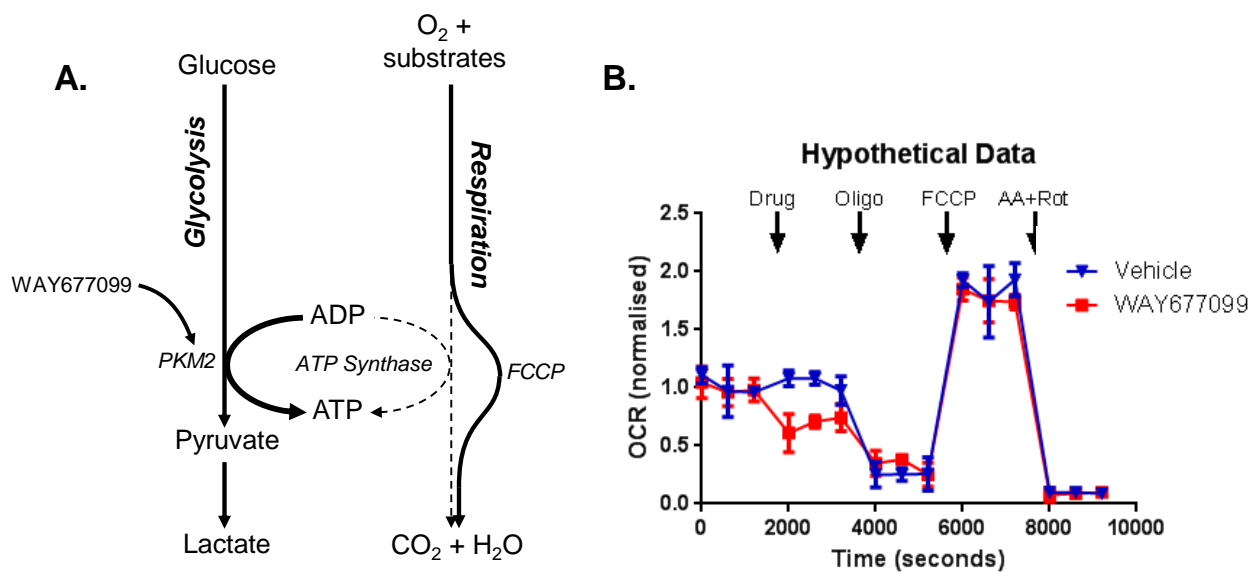 A.
Glucose
O₂ +
substrates
Glycolysis
Respiration
WAY677099
PKM2
ADP
ATP Synthase
ATP
FCCP
Pyruvate
Lactate
CO₂ + H₂O
B.
Hypothetical Data
Drug Oligo FCCP AA+Rot
OCR (normalised)
2.5
2.0
1.5
1.0
0.5
0.0
0 2000 4000 6000 8000 10000
Time (seconds)
Vehicle
WAY677099